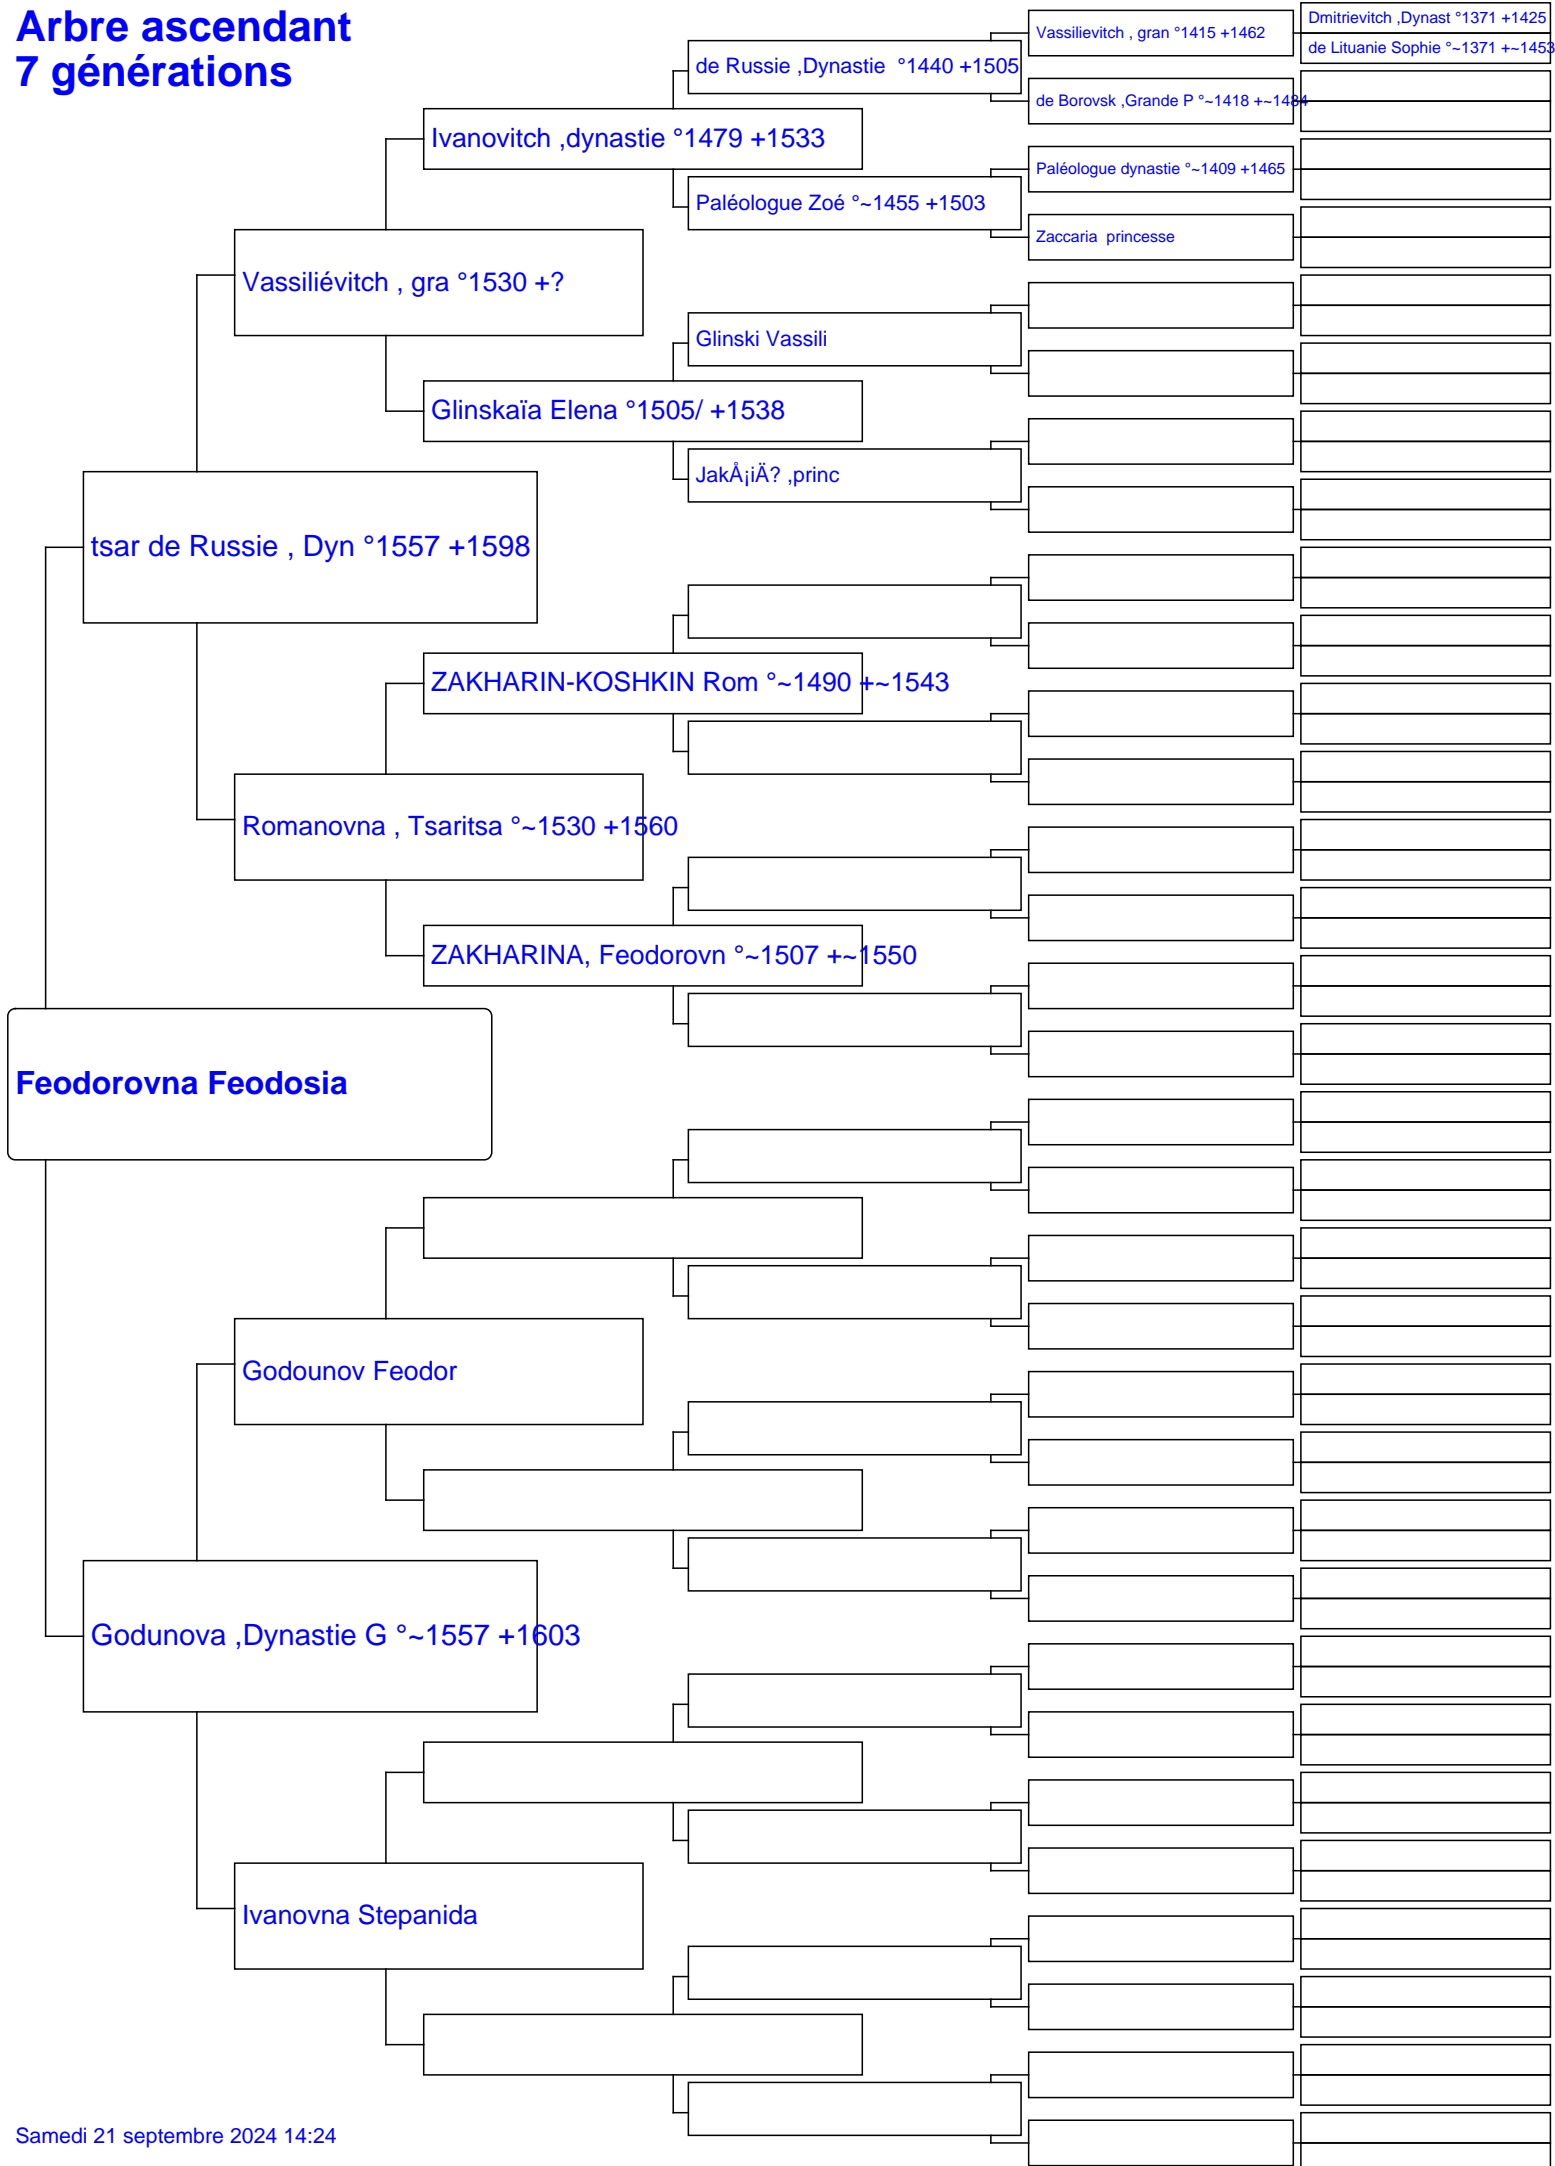 Arbre ascendant
7 générations
Dmitrievitch ,Dynast °1371 +1425
Vassilievitch , gran °1415 +1462
de Lituanie Sophie °~1371 +~1453
de Russie ,Dynastie  °1440 +1505
de Borovsk ,Grande P °~1418 +~1484
Ivanovitch ,dynastie °1479 +1533
Paléologue dynastie °~1409 +1465
Paléologue Zoé °~1455 +1503
Zaccaria  princesse
Vassiliévitch , gra °1530 +?
Glinski Vassili
Glinskaïa Elena °1505/ +1538
JakÅ¡iÄ? ,princ
tsar de Russie , Dyn °1557 +1598
ZAKHARIN-KOSHKIN Rom °~1490 +~1543
Romanovna , Tsaritsa °~1530 +1560
ZAKHARINA, Feodorovn °~1507 +~1550
Feodorovna Feodosia
Godounov Feodor
Godunova ,Dynastie G °~1557 +1603
Ivanovna Stepanida
Samedi 21 septembre 2024 14:24